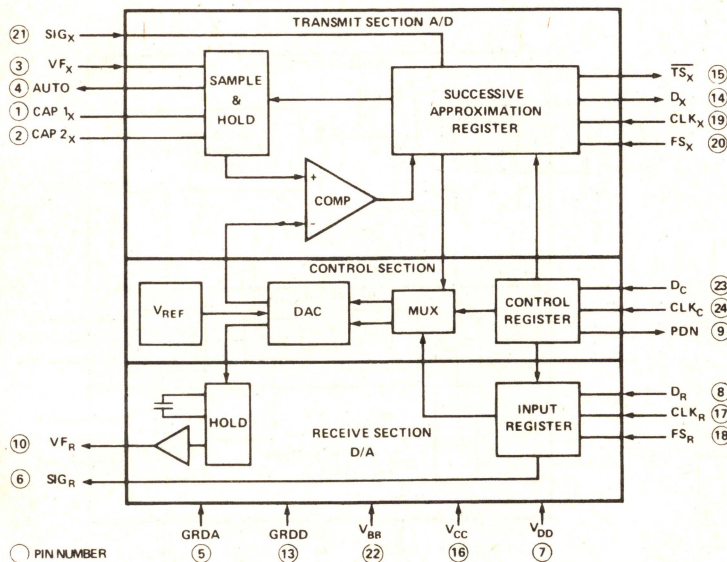 TRANSMIT SECTION A/D
21 SIGX
3 VFX
4 AUTO
1 CAP 1X
2 CAP 2X
SAMPLE
&
HOLD
SUCCESSIVE
APPROXIMATION
REGISTER
TSX 15
DX 14
CLKX 19
FSX 20
+
COMP
-
CONTROL SECTION
VREF
DAC
MUX
CONTROL
REGISTER
DC 23
CLKC 24
PDN 9
HOLD
10 VFR
6 SIGR
RECEIVE SECTION
D/A
INPUT
REGISTER
DR 8
CLKR 17
FSR 18
GRDA
5
GRDD
13
VBB
22
VCC
16
VDD
7
PIN NUMBER